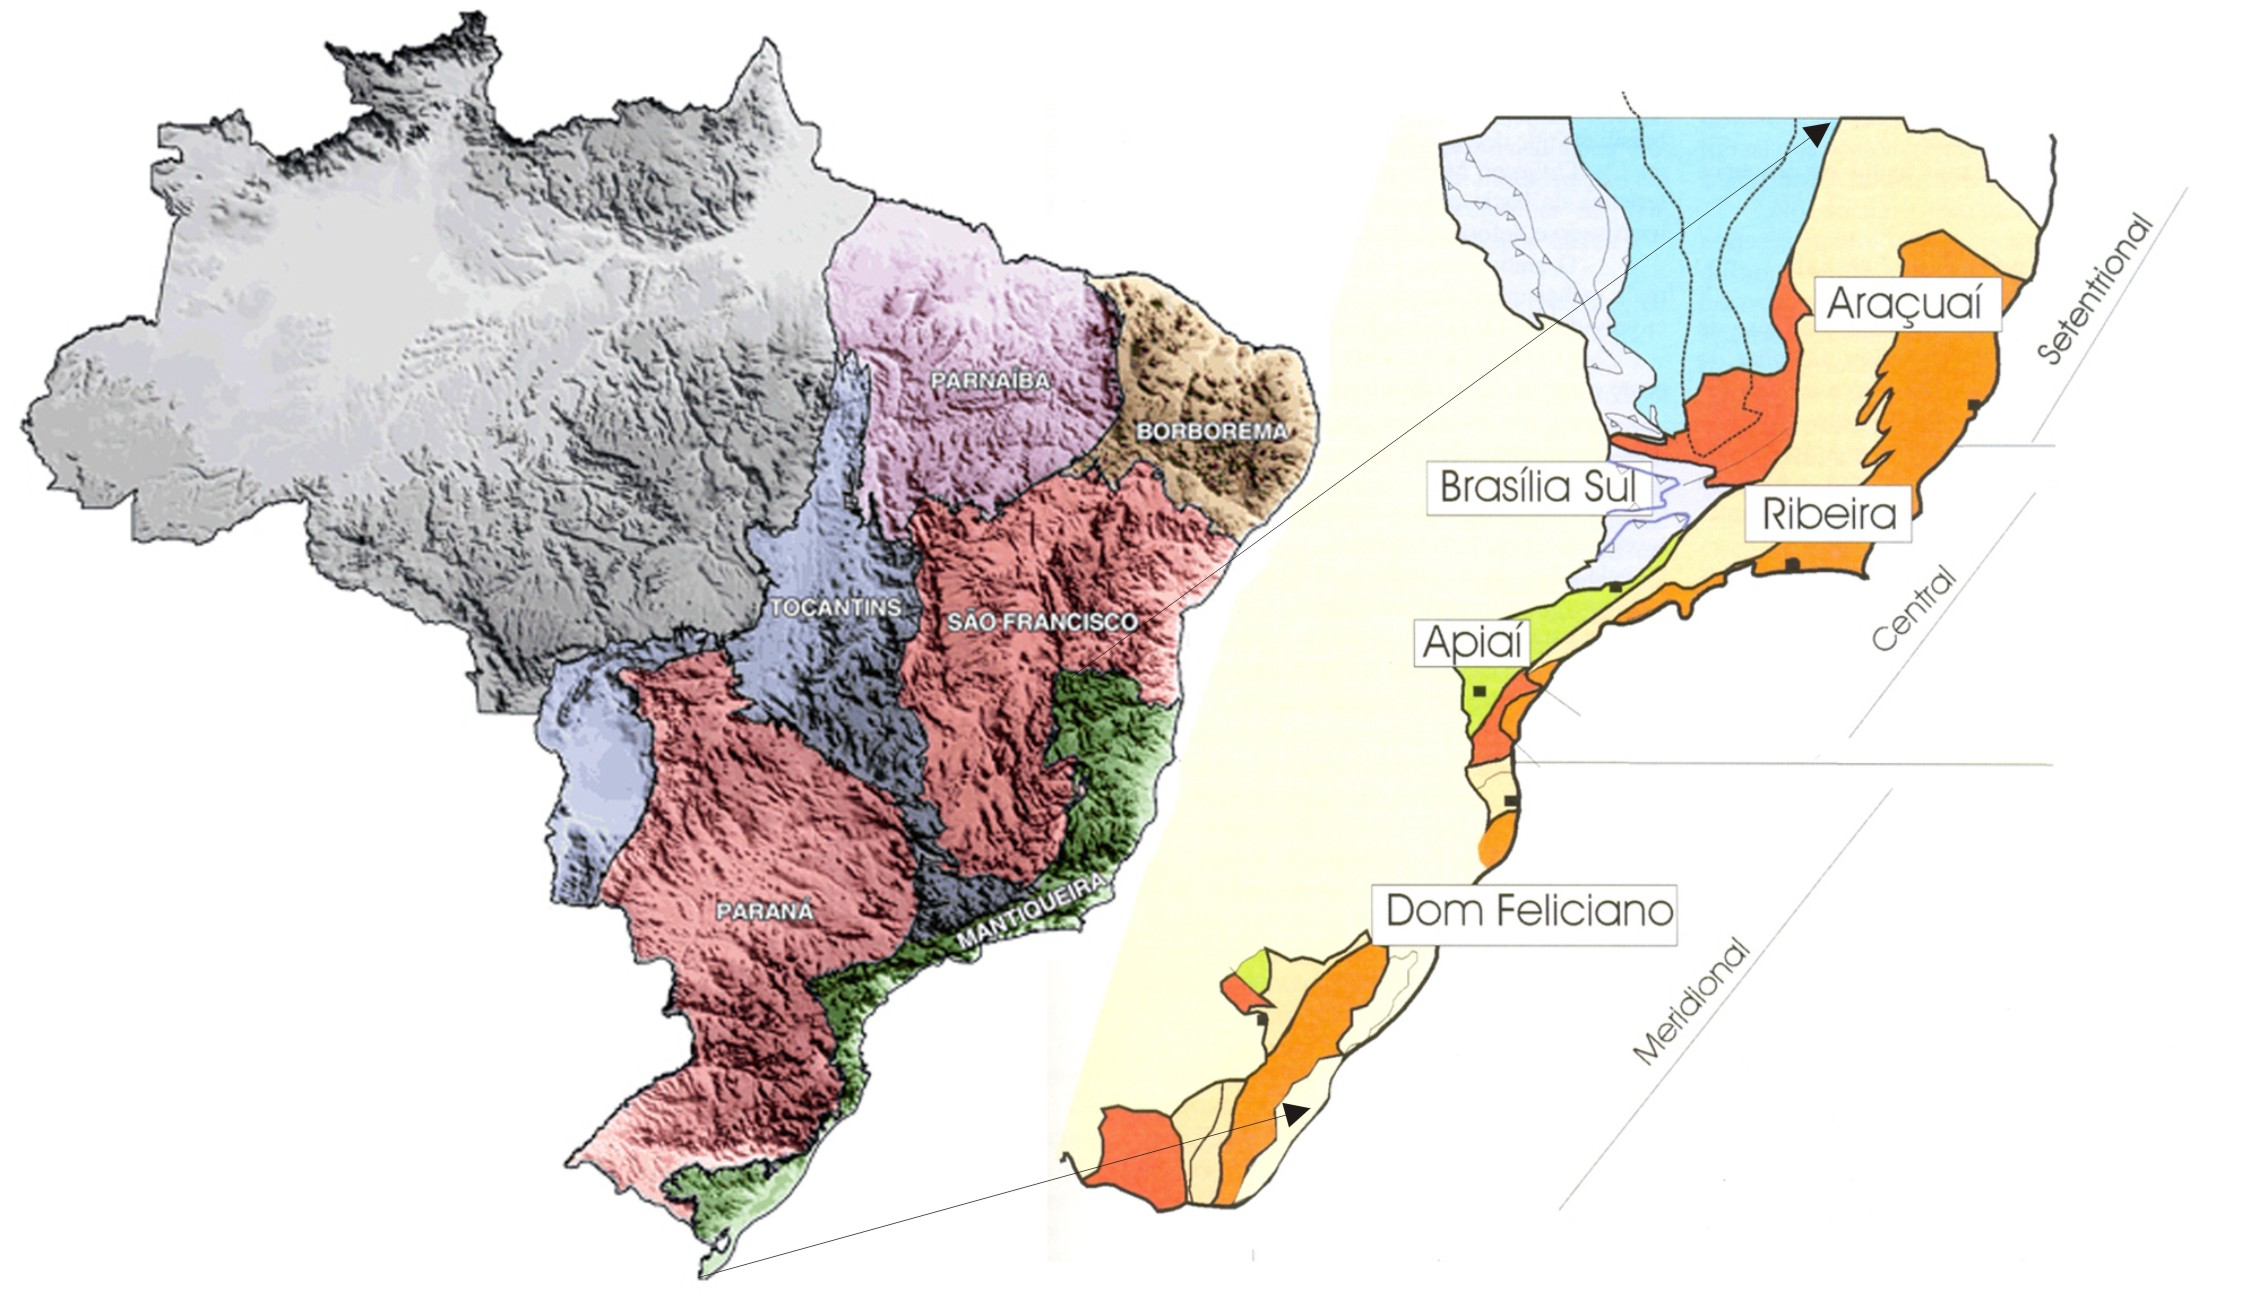 PARNAÍBA
BORBOREMA
TOCANTINS
SÃO FRANCISCO
PARANÁ
MANTIQUEIRA
Araçuaí
Brasília Sul
Ribeira
Apiaí
Dom Feliciano
Setentrional
Central
Meridional